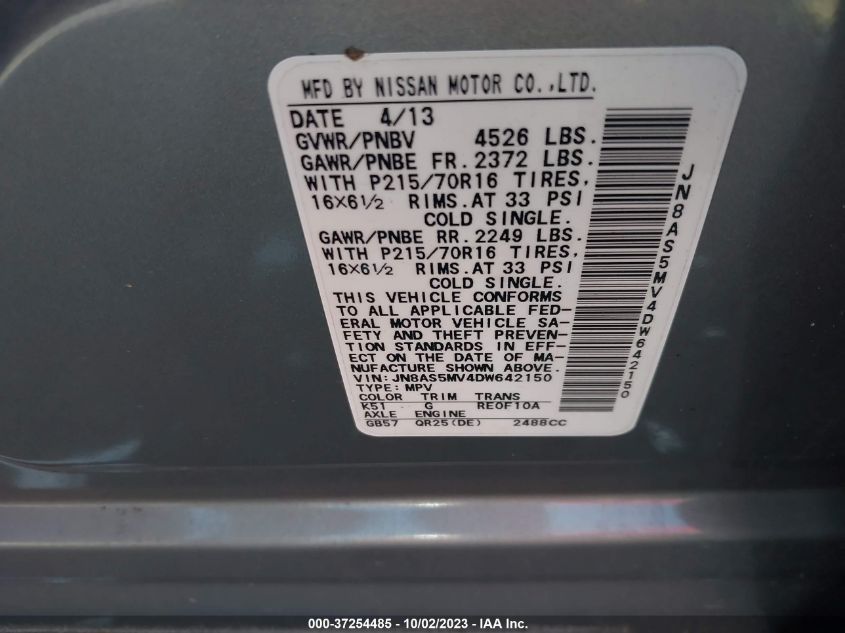 MFD BY NISSAN MOTOR CO.,LTD.
DATE 4/13
GVWR/PNBV 4526 LBS.
GAWR/PNBE FR.2372 LBS.
WITH P215/70R16 TIRES,
16×6½ RIMS.AT 33 PSI
COLD SINGLE.
GAWR/PNBE RR.2249 LBS.
WITH P215/70R16 TIRES,
16×6½ RIMS.AT 33 PSI
COLD SINGLE.
THIS VEHICLE CONFORMS
TO ALL APPLICABLE FED-
ERAL MOTOR VEHICLE SA-
FETY AND THEFT PREVEN-
TION STANDARDS IN EFF-
ECT ON THE DATE OF MA-
NUFACTURE SHOWN ABOVE.
VIN: JN8AS5MV4DW642150
TYPE: MPV
COLOR TRIM TRANS
K51 G RE0F10A
AXLE ENGINE
GB57 QR25(DE) 2488CC
JN8AS5MV4DW642150
000-37254485 - 10/02/2023 - IAA Inc.